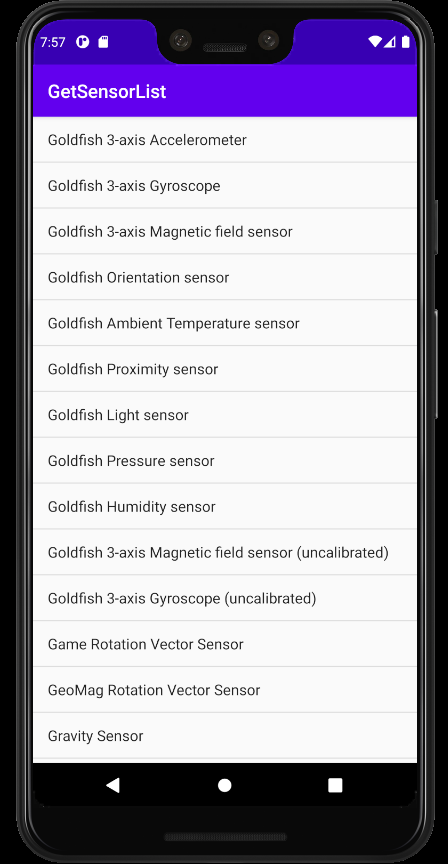 7:57
GetSensorList
Goldfish 3-axis Accelerometer
Goldfish 3-axis Gyroscope
Goldfish 3-axis Magnetic field sensor
Goldfish Orientation sensor
Goldfish Ambient Temperature sensor
Goldfish Proximity sensor
Goldfish Light sensor
Goldfish Pressure sensor
Goldfish Humidity sensor
Goldfish 3-axis Magnetic field sensor (uncalibrated)
Goldfish 3-axis Gyroscope (uncalibrated)
Game Rotation Vector Sensor
GeoMag Rotation Vector Sensor
Gravity Sensor